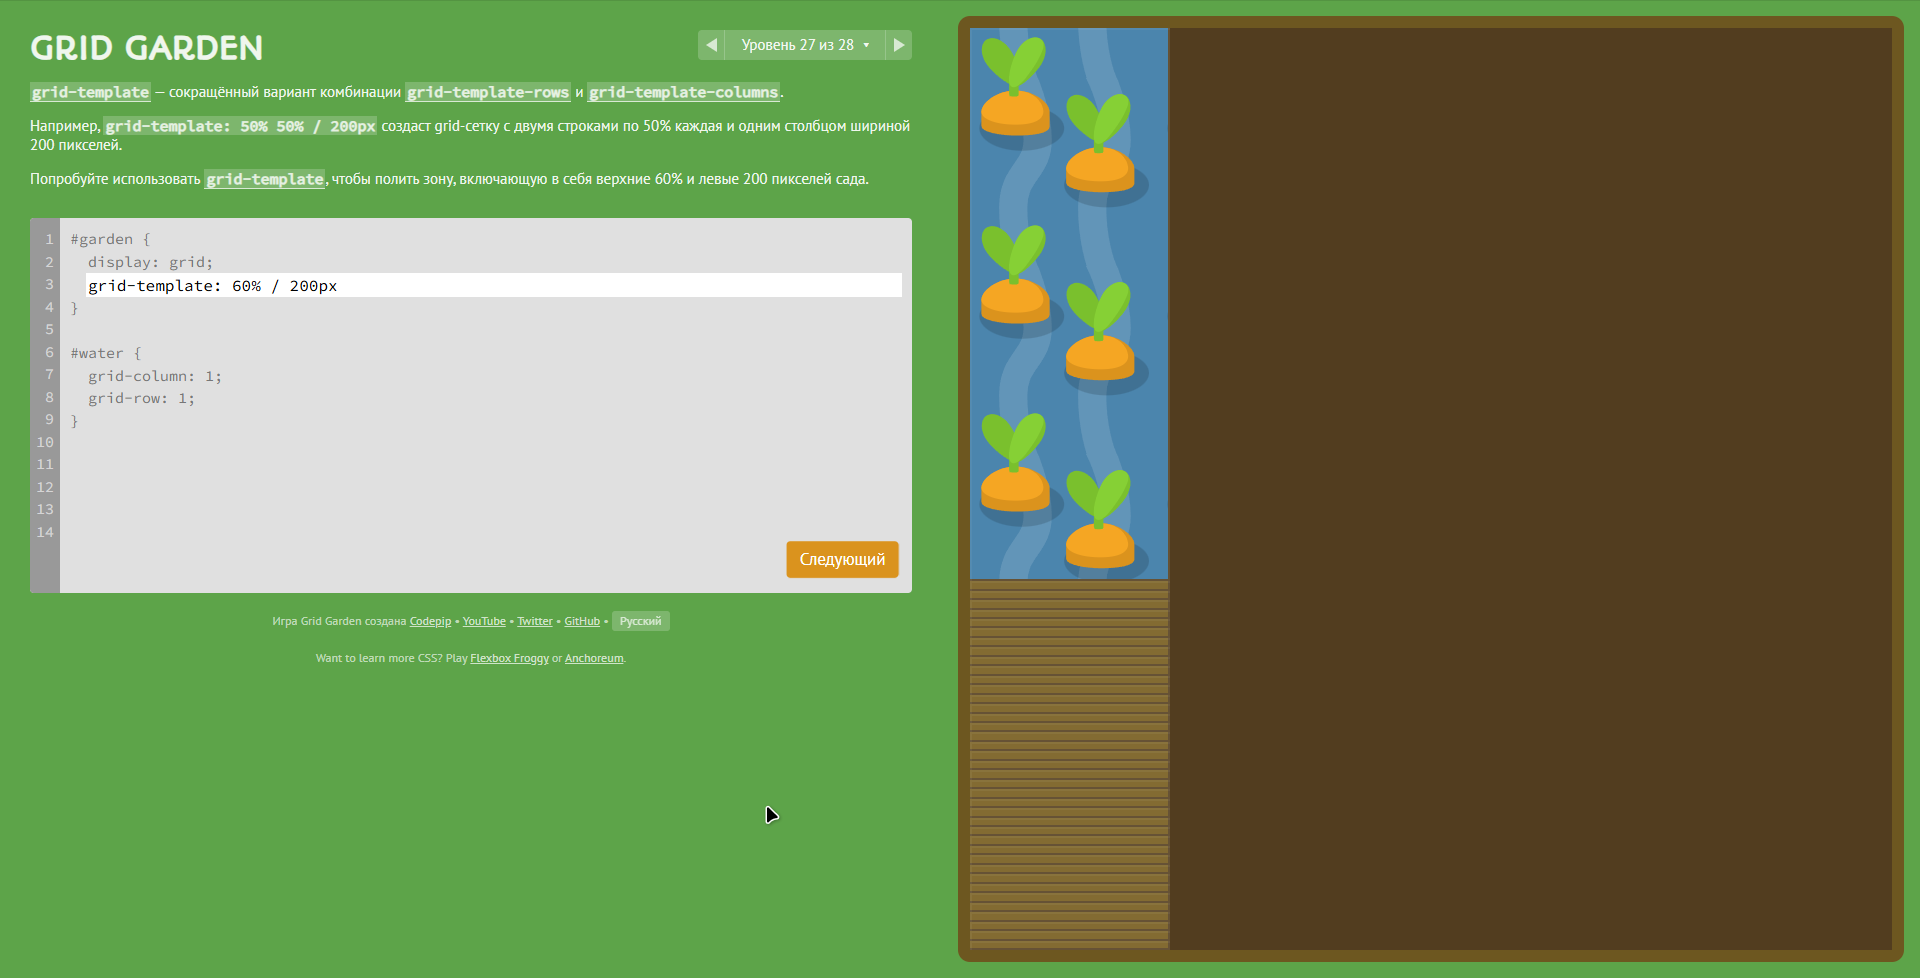 GRID GARDEN
◀ Уровень 27 из 28 ▾ ▶
grid-template — сокращённый вариант комбинации grid-template-rows и grid-template-columns.
Например, grid-template: 50% 50% / 200px создаст grid-сетку с двумя строками по 50% каждая и одним столбцом шириной
200 пикселей.
Попробуйте использовать grid-template, чтобы полить зону, включающую в себя верхние 60% и левые 200 пикселей сада.
1 #garden {
2 display: grid;
3 grid-template: 60% / 200px
4 }
5
6 #water {
7 grid-column: 1;
8 grid-row: 1;
9 }
10
11
12
13
14
Следующий
Игра Grid Garden создана Codepip • YouTube • Twitter • GitHub • Русский
Want to learn more CSS? Play Flexbox Froggy or Anchoreum.